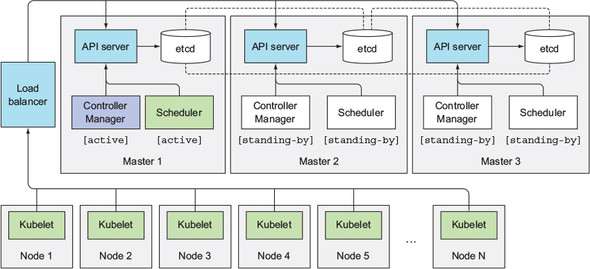 Load
balancer
API server
etcd
Controller
Manager
[active]
Scheduler
[active]
Master 1
API server
etcd
Controller
Manager
[standing-by]
Scheduler
[standing-by]
Master 2
API server
etcd
Controller
Manager
[standing-by]
Scheduler
[standing-by]
Master 3
Kubelet
Node 1
Kubelet
Node 2
Kubelet
Node 3
Kubelet
Node 4
Kubelet
Node 5
...
Kubelet
Node N